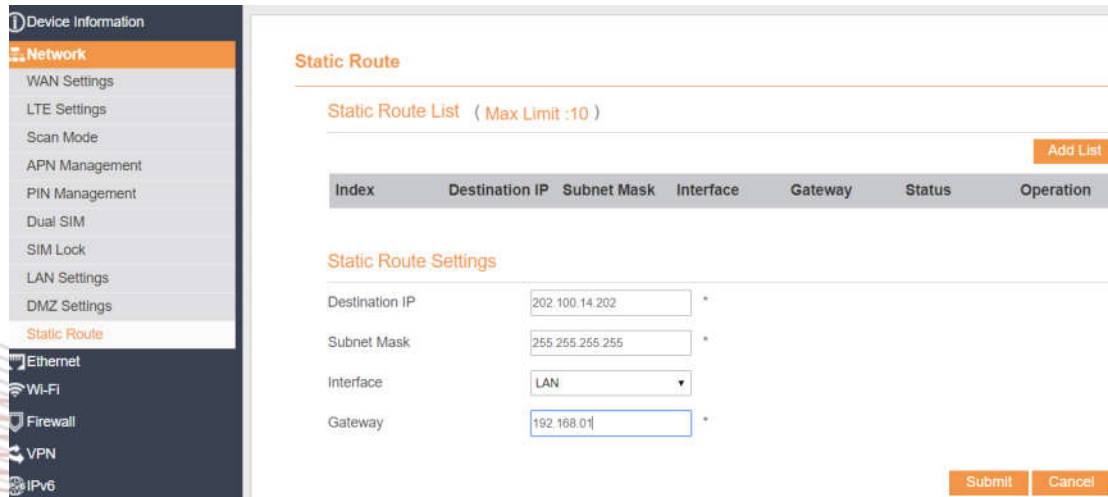 Device Information
Network
WAN Settings
LTE Settings
Scan Mode
APN Management
PIN Management
Dual SIM
SIM Lock
LAN Settings
DMZ Settings
Static Route
Ethernet
Wi-Fi
Firewall
VPN
IPv6
Static Route
Static Route List ( Max Limit :10 )
Add List
Index Destination IP Subnet Mask Interface Gateway Status Operation
Static Route Settings
Destination IP 202.100.14.202 *
Subnet Mask 255.255.255.255 *
Interface LAN
Gateway 192.168.01 *
Submit Cancel